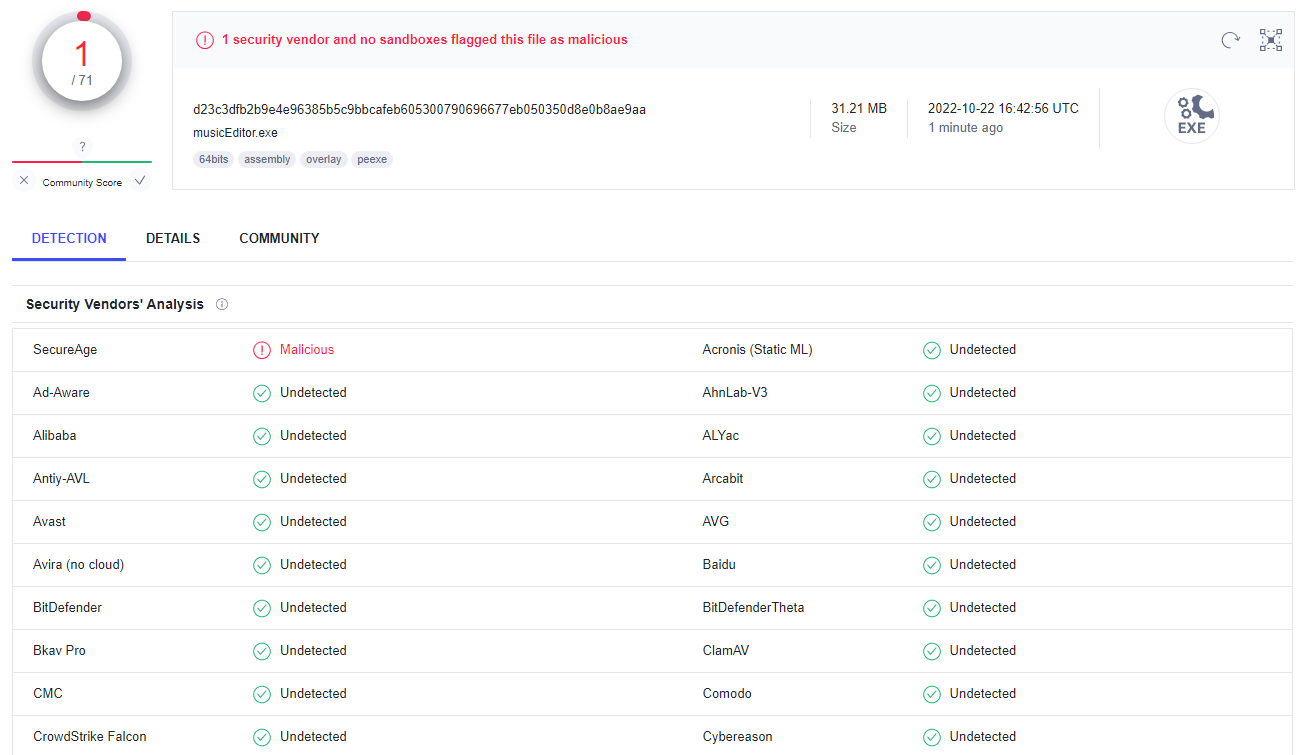 1
/ 71
?
Community Score
1 security vendor and no sandboxes flagged this file as malicious
d23c3dfb2b9e4e96385b5c9bbcafeb605300790696677eb050350d8e0b8ae9aa
musicEditor.exe
64bits assembly overlay peexe
31.21 MB
Size
2022-10-22 16:42:56 UTC
1 minute ago
EXE
DETECTION DETAILS COMMUNITY
Security Vendors' Analysis
SecureAge Malicious Acronis (Static ML) Undetected
Ad-Aware Undetected AhnLab-V3 Undetected
Alibaba Undetected ALYac Undetected
Antiy-AVL Undetected Arcabit Undetected
Avast Undetected AVG Undetected
Avira (no cloud) Undetected Baidu Undetected
BitDefender Undetected BitDefenderTheta Undetected
Bkav Pro Undetected ClamAV Undetected
CMC Undetected Comodo Undetected
CrowdStrike Falcon Undetected Cybereason Undetected